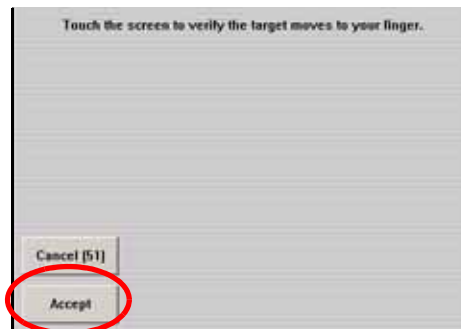 Touch the screen to verify the target moves to your finger.
Cancel [51]
Accept